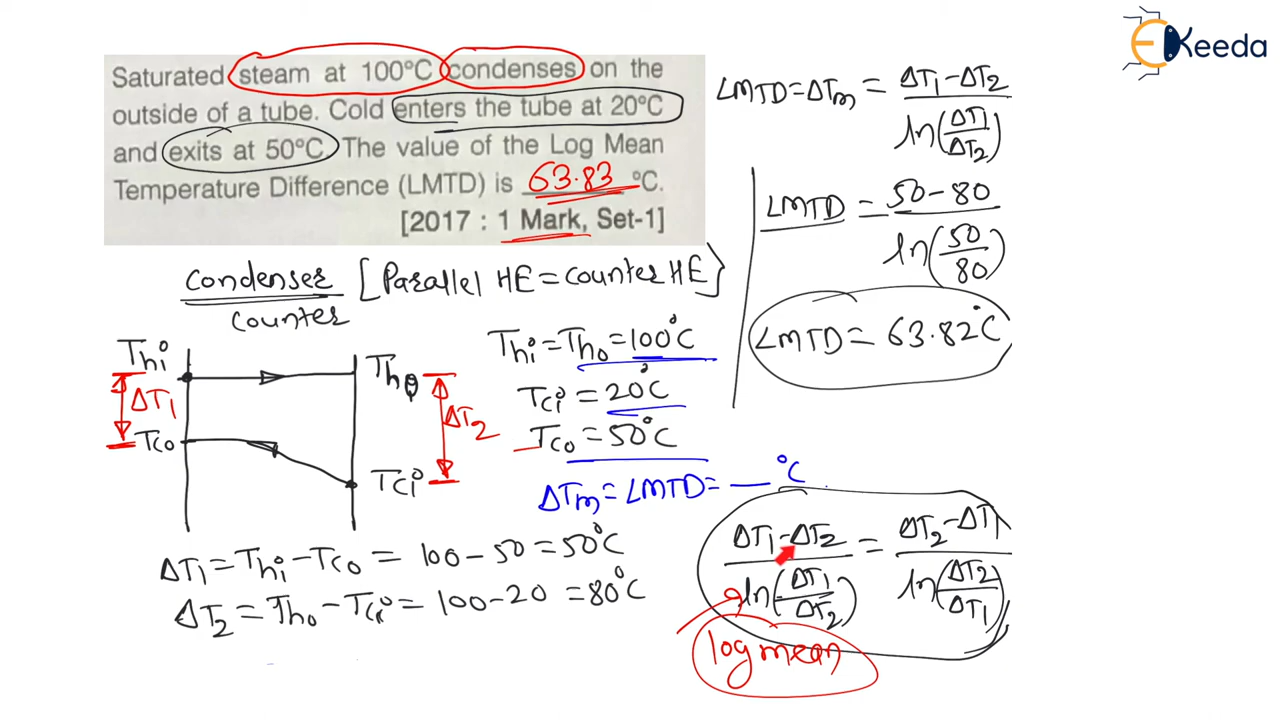 EKeeda
Saturated steam at 100°C condenses on the
outside of a tube. Cold enters the tube at 20°C
and exits at 50°C. The value of the Log Mean
Temperature Difference (LMTD) is 63.83 °C.
[2017 : 1 Mark, Set-1]
Condenser [Parallel HE = counter HE]
counter
Thi
ΔT1
Tco
Tho
ΔT2
Tci
Thi = Tho = 100°C
Tci = 20°C
Tco = 50°C
ΔTm = LMTD = __ °C
ΔT1 = Thi - Tco = 100 - 50 = 50°C
ΔT2 = Tho - Tci = 100 - 20 = 80°C
LMTD = ΔTm = ΔT1 - ΔT2 / ln(ΔT1/ΔT2)
LMTD = 50 - 80 / ln(50/80)
LMTD = 63.82°C
ΔT1 - ΔT2 / ln(ΔT1/ΔT2) = ΔT2 - ΔT1 / ln(ΔT2/ΔT1)
log mean